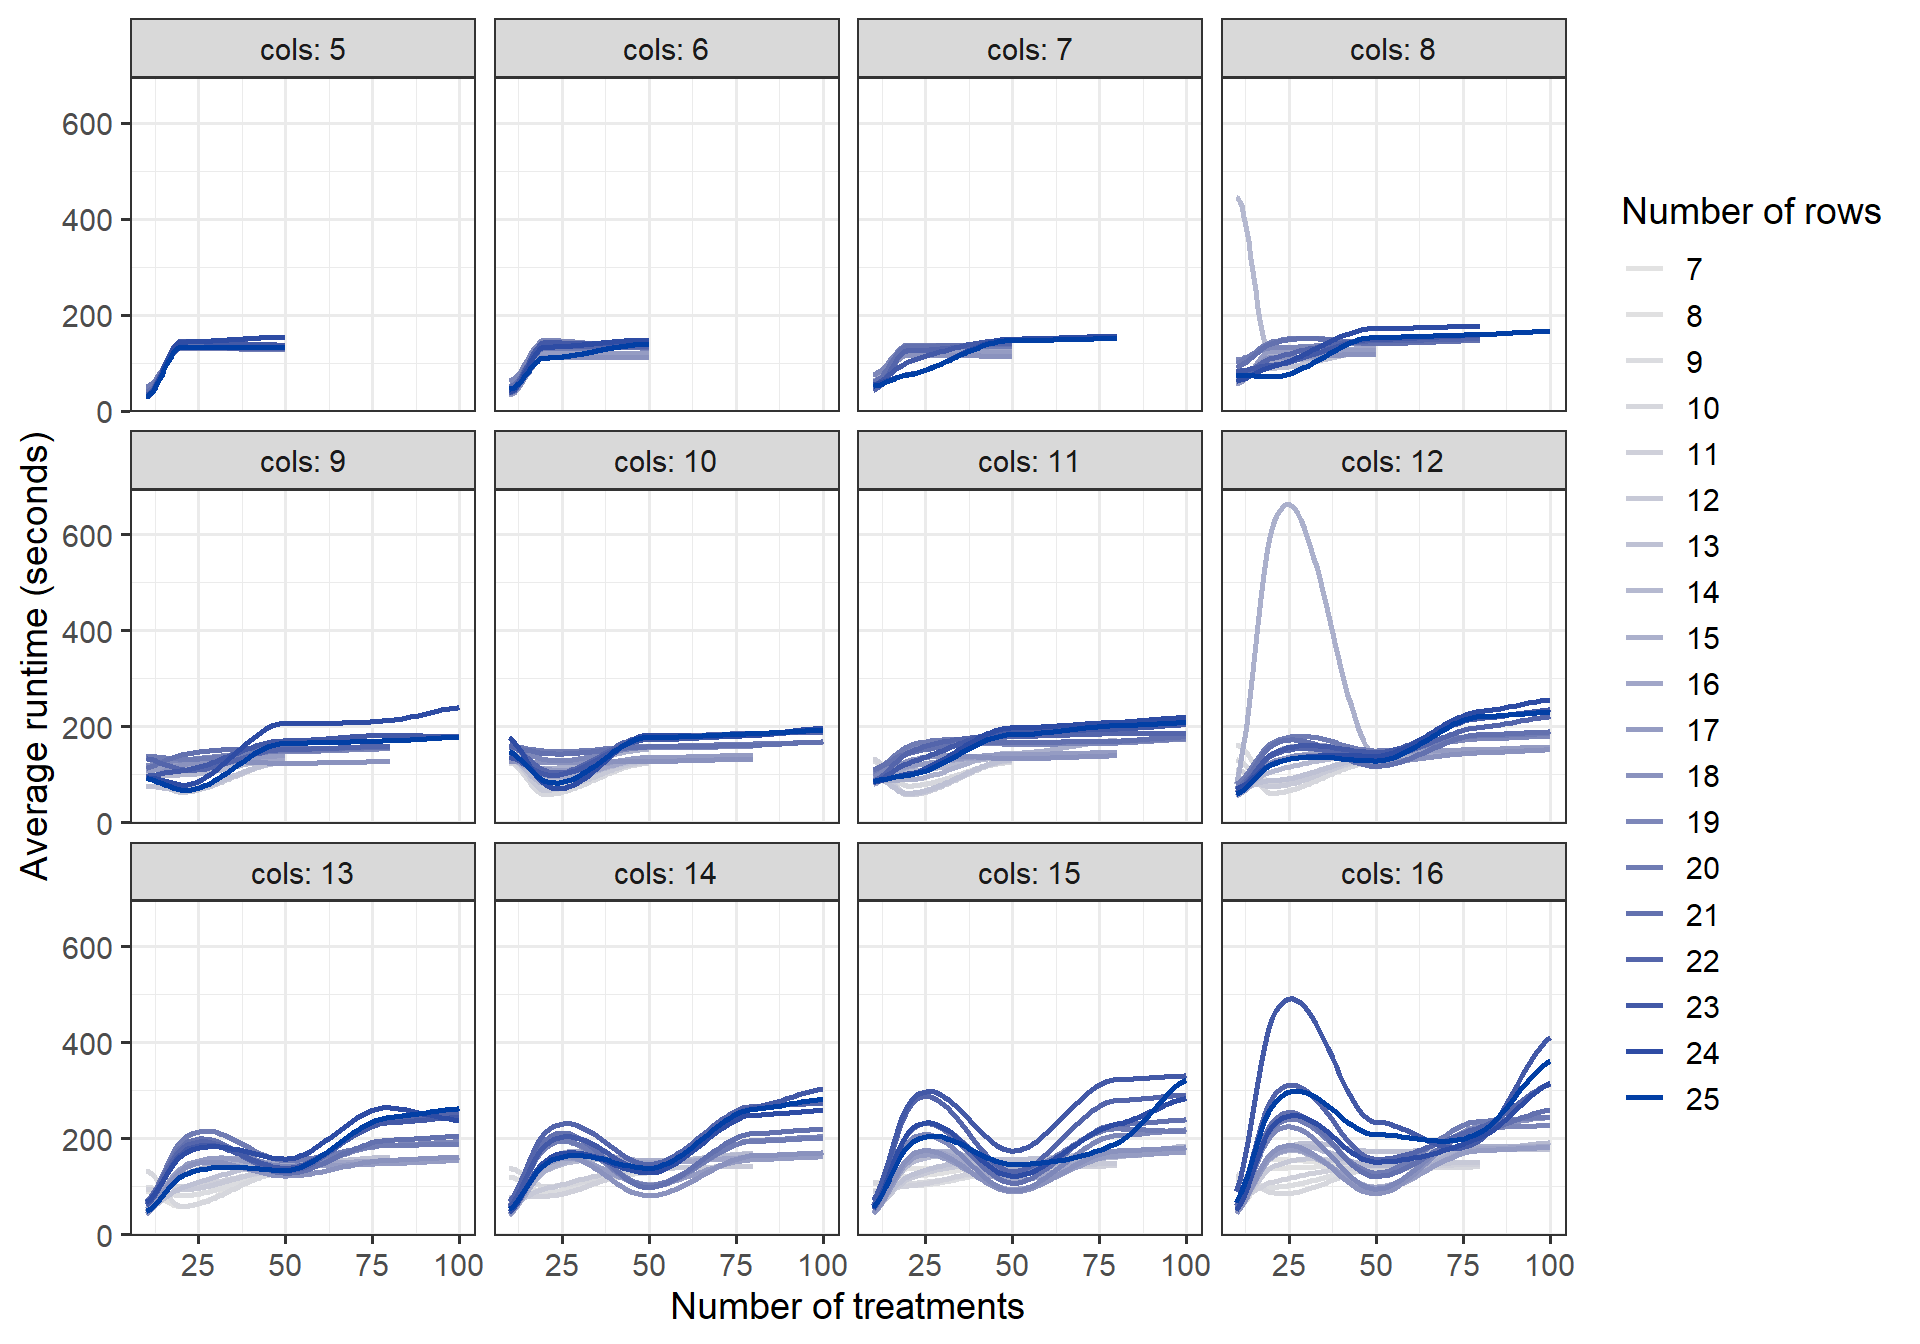 cols: 5
cols: 6
cols: 7
cols: 8
600
400
200
0
cols: 9
cols: 10
cols: 11
cols: 12
600
400
200
0
cols: 13
cols: 14
cols: 15
cols: 16
600
400
200
0
25 50 75 100
25 50 75 100
25 50 75 100
25 50 75 100
Number of treatments
Average runtime (seconds)
Number of rows
7
8
9
10
11
12
13
14
15
16
17
18
19
20
21
22
23
24
25